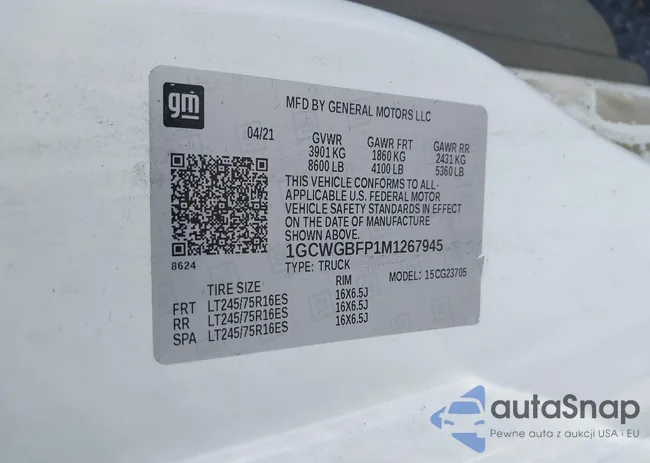 gm
MFD BY GENERAL MOTORS LLC
04/21 GVWR GAWR FRT GAWR RR
3901 KG 1860 KG 2431 KG
8600 LB 4100 LB 5360 LB
THIS VEHICLE CONFORMS TO ALL-
APPLICABLE U.S. FEDERAL MOTOR
VEHICLE SAFETY STANDARDS IN EFFECT
ON THE DATE OF MANUFACTURE
SHOWN ABOVE.
1GCWGBFP1M1267945
8624 TYPE: TRUCK MODEL: 15CG23705
TIRE SIZE RIM
FRT LT245/75R16ES 16X6.5J
RR LT245/75R16ES 16X6.5J
SPA LT245/75R16ES 16X6.5J
autaSnap
Pewne auta z aukcji USA i EU